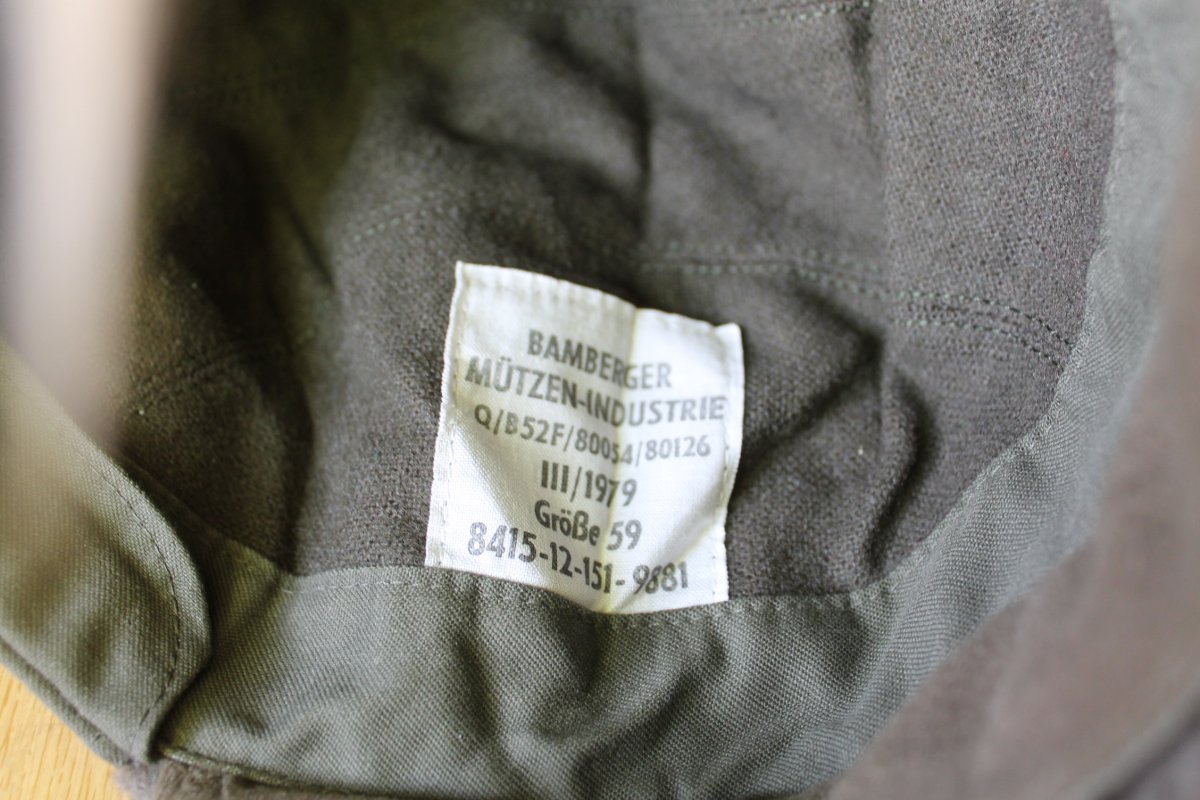 BAMBERGER
MÜTZEN-INDUSTRIE
Q/B52F/80054/80126
III/1979
Größe 59
8415-12-151-9881